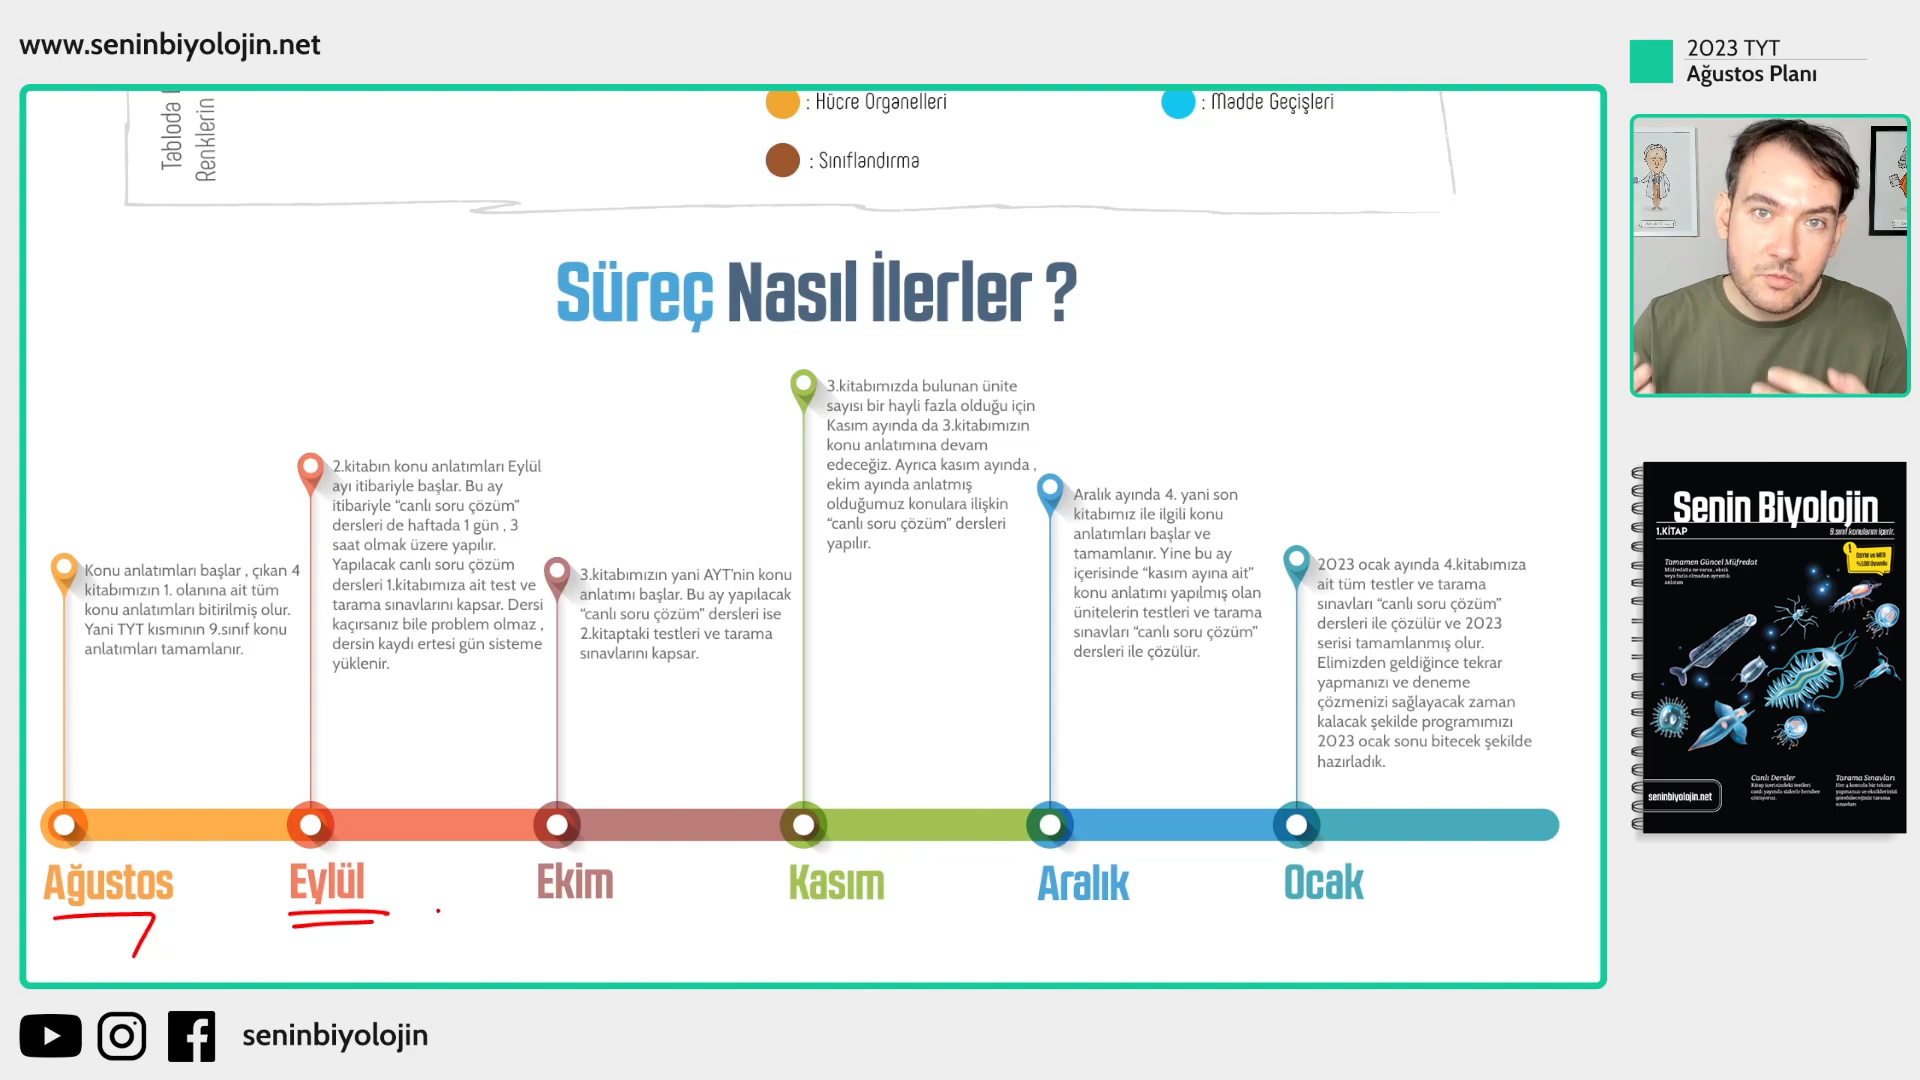 www.seninbiyolojin.net
2023 TYT
Ağustos Planı
Tabloda
Renklerin
: Hücre Organelleri
: Madde Geçişleri
: Sınıflandırma
Süreç Nasıl İlerler ?
Konu anlatımları başlar , çıkan 4
kitabımızın 1. olanına ait tüm
konu anlatımları bitirilmiş olur.
Yani TYT kısmının 9.sınıf konu
anlatımları tamamlanır.
2.kitabın konu anlatımları Eylül
ayı itibariyle başlar. Bu ay
itibariyle “canlı soru çözüm”
dersleri de haftada 1 gün , 3
saat olmak üzere yapılır.
Yapılacak canlı soru çözüm
dersleri 1.kitabımıza ait test ve
tarama sınavlarını kapsar. Dersi
kaçırsanız bile problem olmaz ,
dersin kaydı ertesi gün sisteme
yüklenir.
3.kitabımızın yani AYT'nin konu
anlatımı başlar. Bu ay yapılacak
“canlı soru çözüm” dersleri ise
2.kitaptaki testleri ve tarama
sınavlarını kapsar.
3.kitabımızda bulunan ünite
sayısı bir hayli fazla olduğu için
Kasım ayında da 3.kitabımızın
konu anlatımına devam
edeceğiz. Ayrıca kasım ayında ,
ekim ayında anlatmış
olduğumuz konulara ilişkin
“canlı soru çözüm” dersleri
yapılır.
Aralık ayında 4. yani son
kitabımız ile ilgili konu
anlatımları başlar ve
tamamlanır. Yine bu ay
içerisinde “kasım ayına ait”
konu anlatımı yapılmış olan
ünitelerin testleri ve tarama
sınavları “canlı soru çözüm”
dersleri ile çözülür.
2023 ocak ayında 4.kitabımıza
ait tüm testler ve tarama
sınavları “canlı soru çözüm”
dersleri ile çözülür ve 2023
serisi tamamlanmış olur.
Elimizden geldiğince tekrar
yapmanızı ve deneme
çözmenizi sağlayacak zaman
kalacak şekilde programımızı
2023 ocak sonu bitecek şekilde
hazırladık.
Ağustos
Eylül
Ekim
Kasım
Aralık
Ocak
Senin Biyolojin
1.KİTAP
9.sınıf konularını içerir.
Tamamen Güncel Müfredat
Canlı Dersler
Tarama Sınavları
seninbiyolojin.net
seninbiyolojin